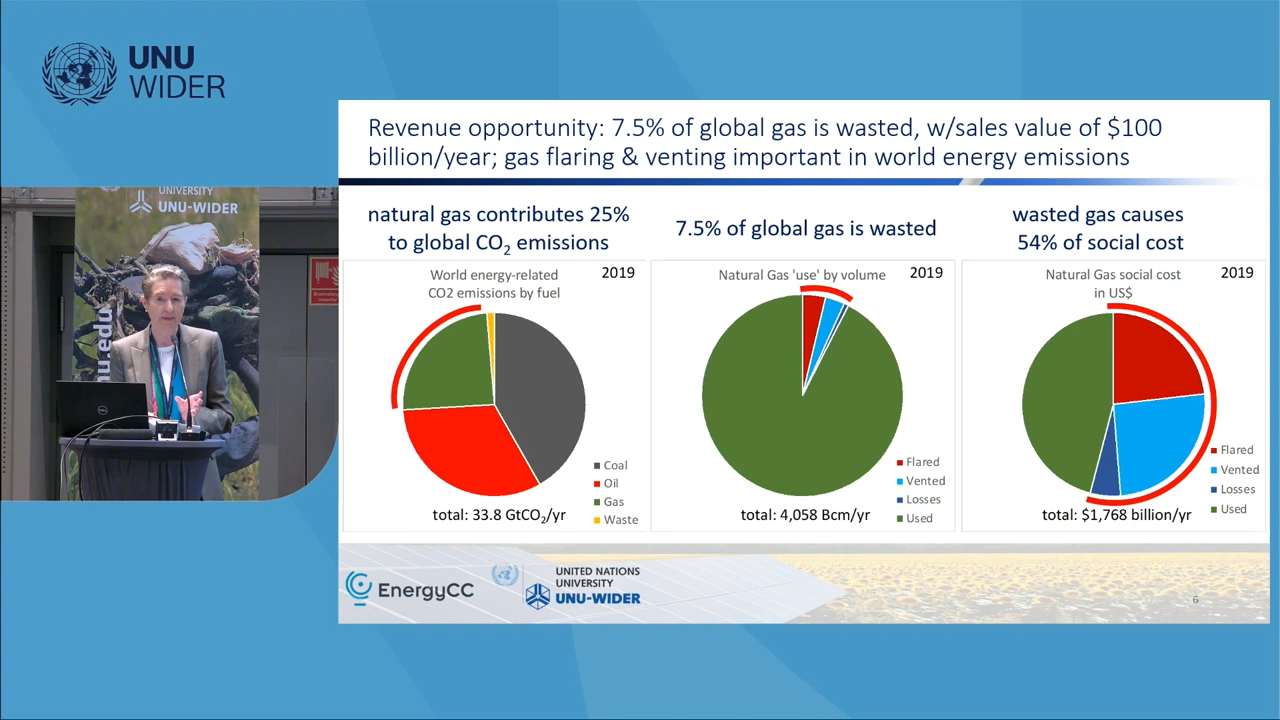 UNU
WIDER
Revenue opportunity: 7.5% of global gas is wasted, w/sales value of $100
billion/year; gas flaring & venting important in world energy emissions
UNIVERSITY
UNU-WIDER
nu.edu
natural gas contributes 25%
to global CO₂ emissions
7.5% of global gas is wasted
wasted gas causes
54% of social cost
World energy-related
CO2 emissions by fuel
2019
Coal
Oil
Gas
Waste
total: 33.8 GtCO₂/yr
Natural Gas 'use' by volume
2019
Flared
Vented
Losses
Used
total: 4,058 Bcm/yr
Natural Gas social cost
in US$
2019
Flared
Vented
Losses
Used
total: $1,768 billion/yr
EnergyCC
UNITED NATIONS
UNIVERSITY
UNU-WIDER
6